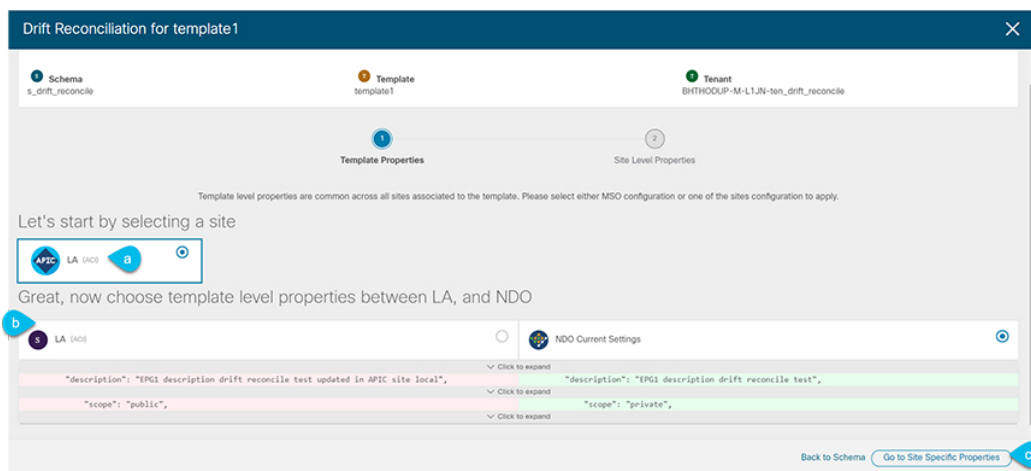 Drift Reconciliation for template1
S Schema
s_drift_reconcile
T Template
template1
T Tenant
BHTHODUP-M-L1JN-ten_drift_reconcile
1
2
Template Properties
Site Level Properties
Template level properties are common across all sites associated to the template. Please select either MSO configuration or one of the sites configuration to apply.
Let's start by selecting a site
APIC LA (ACI) a
Great, now choose template level properties between LA, and NDO
b
S LA (ACI)
NDO Current Settings
Click to expand
"description": "EPG1 description drift reconcile test updated in APIC site local",
"description": "EPG1 description drift reconcile test",
Click to expand
"scope": "public",
"scope": "private",
Click to expand
Back to Schema
Go to Site Specific Properties